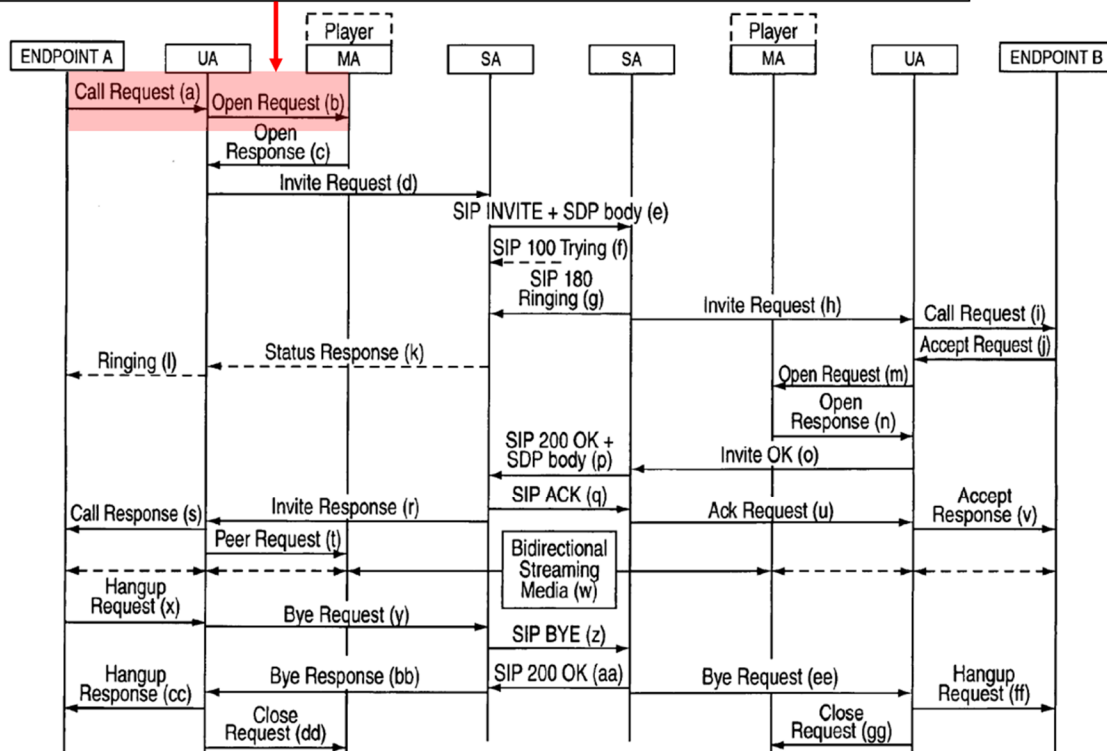 Player
Player
ENDPOINT A
UA
MA
SA
SA
MA
UA
ENDPOINT B
Call Request (a)
Open Request (b)
Open
Response (c)
Invite Request (d)
SIP INVITE + SDP body (e)
SIP 100 Trying (f)
SIP 180
Ringing (g)
Invite Request (h)
Call Request (i)
Accept Request (j)
Status Response (k)
Ringing (l)
Open Request (m)
Open
Response (n)
SIP 200 OK +
SDP body (p)
Invite OK (o)
SIP ACK (q)
Invite Response (r)
Call Response (s)
Ack Request (u)
Accept
Response (v)
Peer Request (t)
Bidirectional
Streaming
Media (w)
Hangup
Request (x)
Bye Request (y)
SIP BYE (z)
SIP 200 OK (aa)
Bye Response (bb)
Hangup
Response (cc)
Bye Request (ee)
Hangup
Request (ff)
Close
Request (dd)
Close
Request (gg)